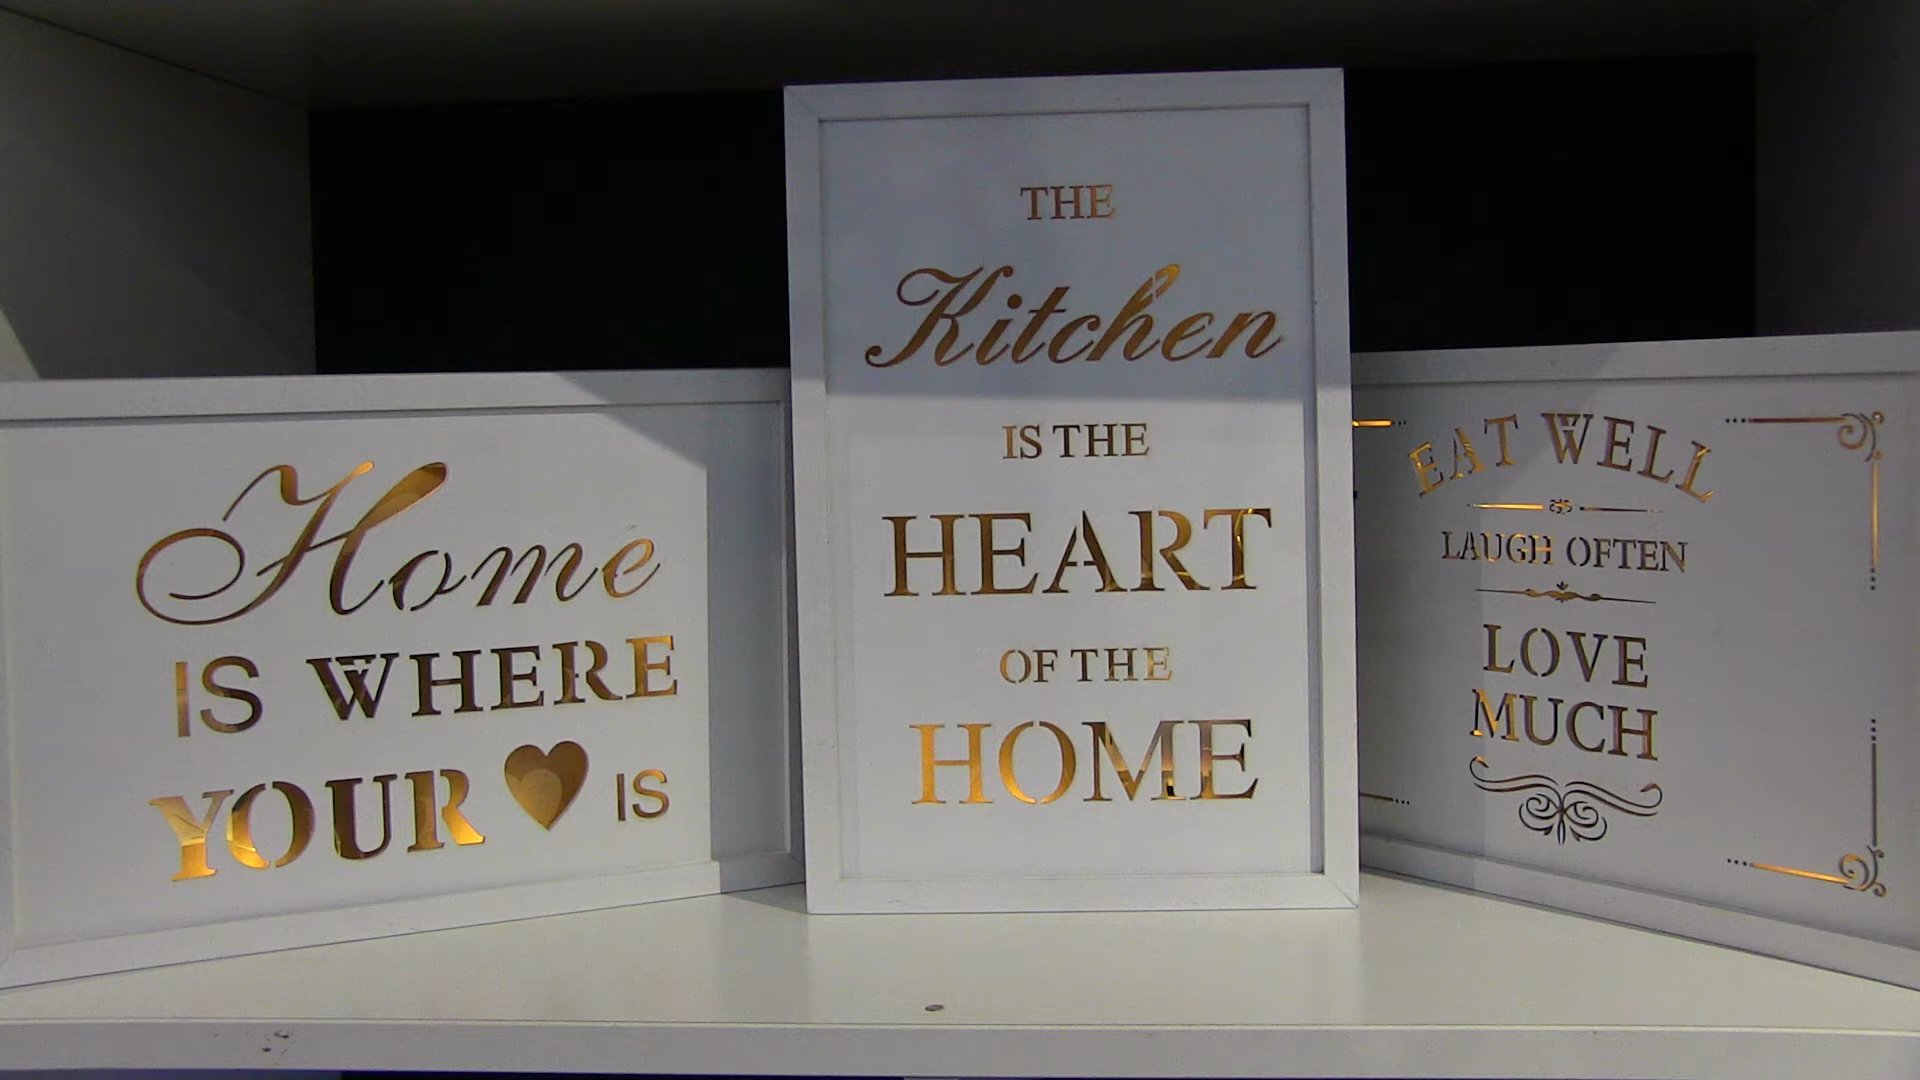 Home
IS WHERE
YOUR ♥ IS
THE
Kitchen
IS THE
HEART
OF THE
HOME
EAT WELL
LAUGH OFTEN
LOVE
MUCH